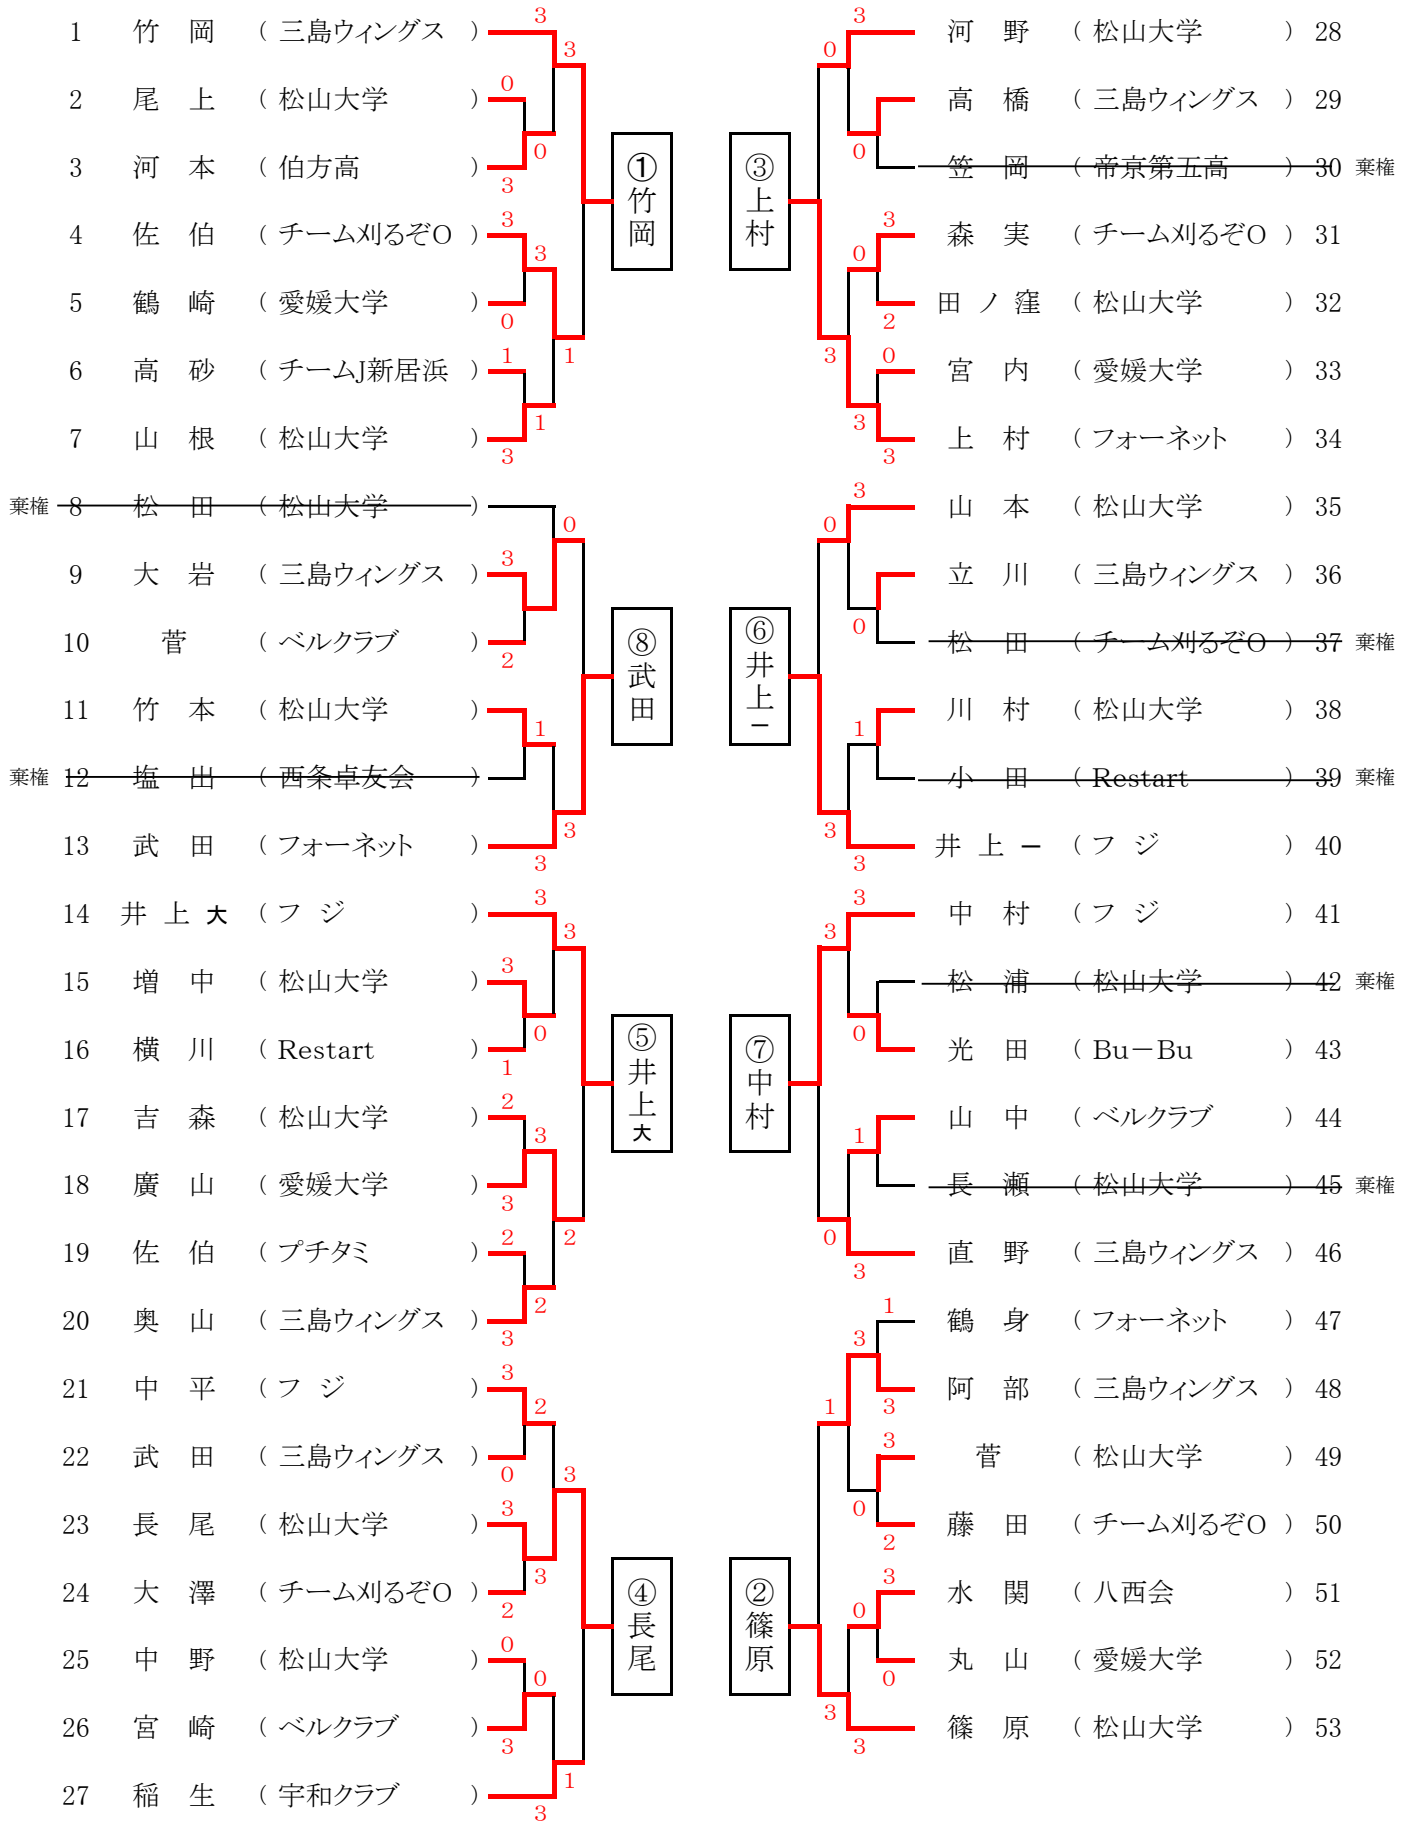 1 竹岡 (三島ウィングス)
2 尾上 (松山大学)
3 河本 (伯方高)
4 佐伯 (チーム刈るぞO)
5 鶴崎 (愛媛大学)
6 高砂 (チームJ新居浜)
7 山根 (松山大学)
棄権 8 松田 (松山大学)
9 大岩 (三島ウィングス)
10 菅 (ベルクラブ)
11 竹本 (松山大学)
棄権 12 塩出 (西条卓友会)
13 武田 (フォーネット)
14 井上大 (フジ)
15 増中 (松山大学)
16 横川 (Restart)
17 吉森 (松山大学)
18 廣山 (愛媛大学)
19 佐伯 (プチタミ)
20 奥山 (三島ウィングス)
21 中平 (フジ)
22 武田 (三島ウィングス)
23 長尾 (松山大学)
24 大澤 (チーム刈るぞO)
25 中野 (松山大学)
26 宮崎 (ベルクラブ)
27 稲生 (宇和クラブ)
3
3
0
0
3
3
3
0
1
1
1
3
0
3
2
1
3
3
3
3
3
0
1
2
3
3
2
2
2
3
3
2
0
3
3
3
2
0
0
3
1
3
①竹岡
⑧武田
⑤井上大
④長尾
③上村
⑥井上一
⑦中村
②篠原
3
0
0
3
0
2
3
0
3
3
3
0
0
1
3
3
3
3
0
1
0
3
1
3
1
3
3
0
2
3
0
0
3
3
河野 (松山大学) 28
高橋 (三島ウィングス) 29
笠岡 (帝京第五高) 30 棄権
森実 (チーム刈るぞO) 31
田ノ窪 (松山大学) 32
宮内 (愛媛大学) 33
上村 (フォーネット) 34
山本 (松山大学) 35
立川 (三島ウィングス) 36
松田 (チーム刈るぞO) 37 棄権
川村 (松山大学) 38
小田 (Restart) 39 棄権
井上一 (フジ) 40
中村 (フジ) 41
松浦 (松山大学) 42 棄権
光田 (Bu－Bu) 43
山中 (ベルクラブ) 44
長瀬 (松山大学) 45 棄権
直野 (三島ウィングス) 46
鶴身 (フォーネット) 47
阿部 (三島ウィングス) 48
菅 (松山大学) 49
藤田 (チーム刈るぞO) 50
水関 (八西会) 51
丸山 (愛媛大学) 52
篠原 (松山大学) 53